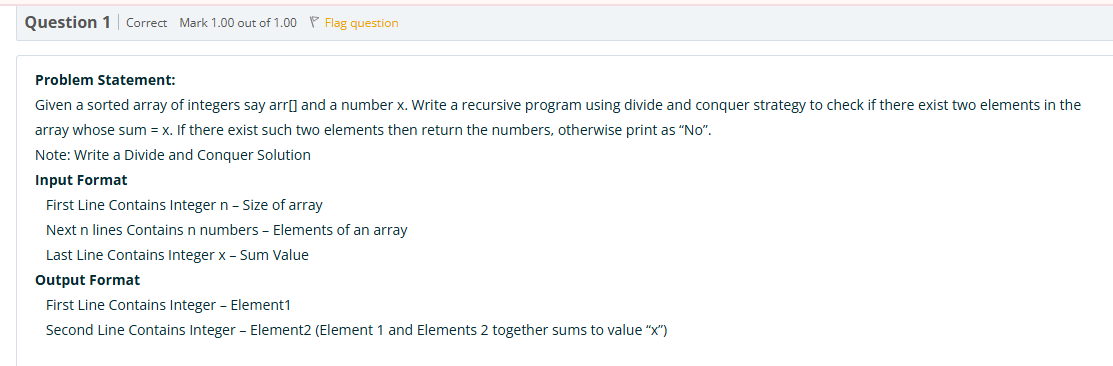 Question 1 Correct Mark 1.00 out of 1.00 Flag question
Problem Statement:
Given a sorted array of integers say arr[] and a number x. Write a recursive program using divide and conquer strategy to check if there exist two elements in the
array whose sum = x. If there exist such two elements then return the numbers, otherwise print as “No”.
Note: Write a Divide and Conquer Solution
Input Format
First Line Contains Integer n – Size of array
Next n lines Contains n numbers – Elements of an array
Last Line Contains Integer x – Sum Value
Output Format
First Line Contains Integer – Element1
Second Line Contains Integer – Element2 (Element 1 and Elements 2 together sums to value “x”)